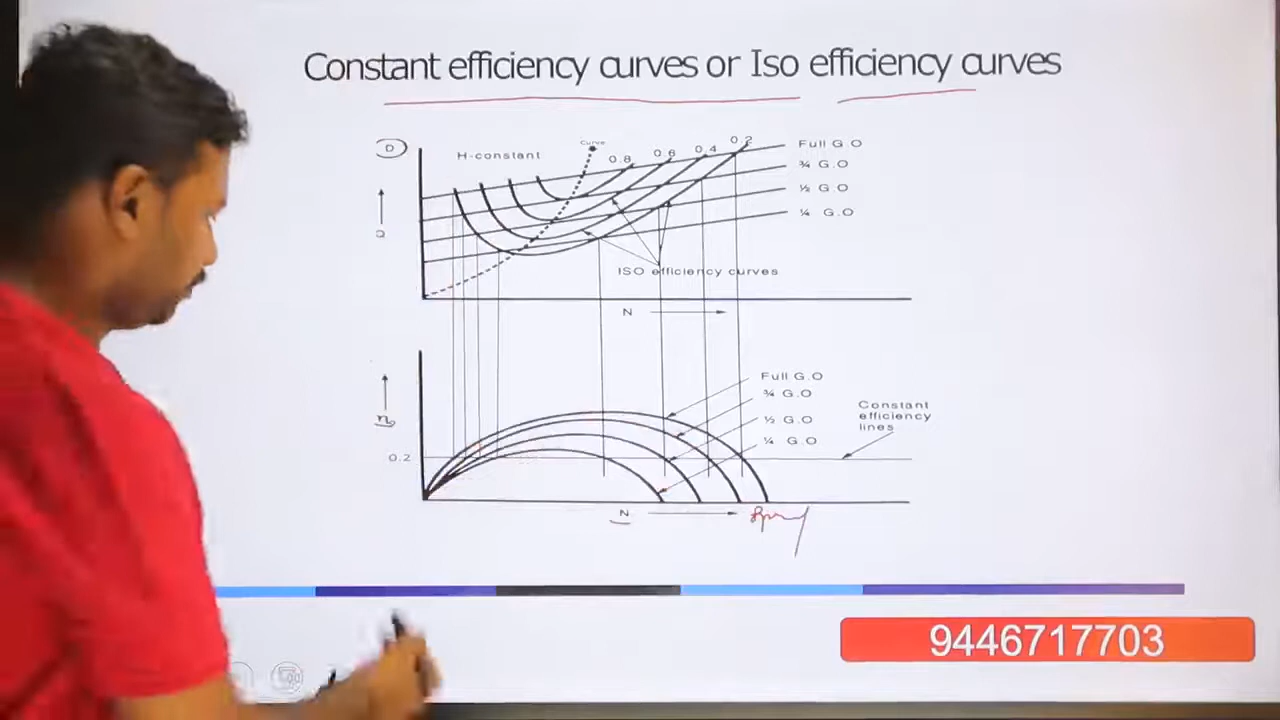 Constant efficiency curves or Iso efficiency curves
D
H-constant
Curve
0.8
0.6
0.4
0.2
Full G O
¾ G.O
½ G O
¼ G.O
ISO efficiency curves
N
Full G.O
¾ G.O
½ G.O
¼ G.O
Constant
efficiency
lines
n
0.2
N
9446717703